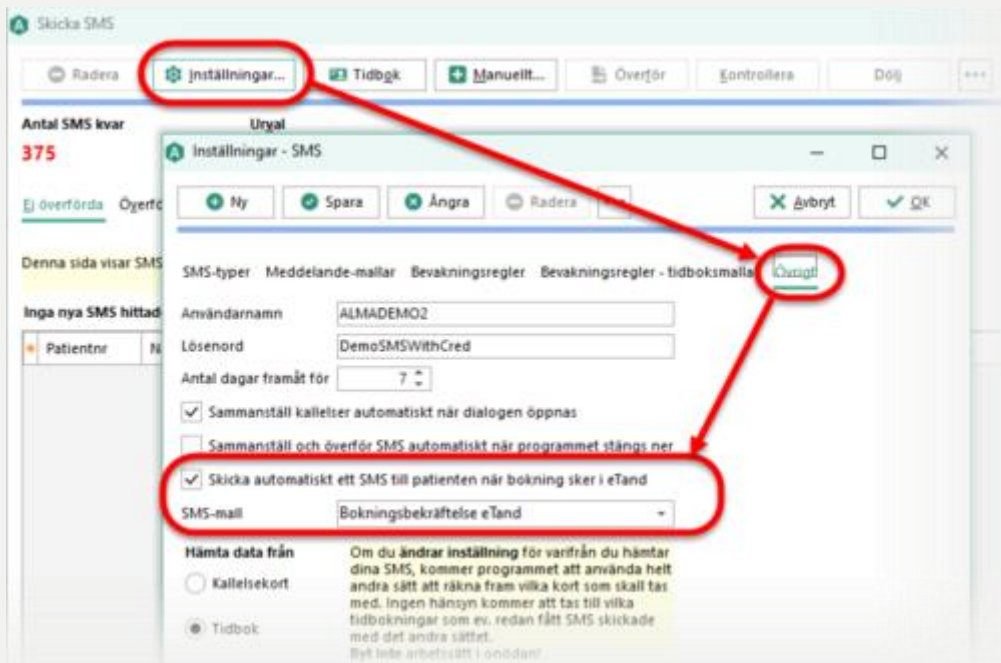 Skicka SMS
Radera Inställningar... Tidbok Manuellt... Överför Kontrollera Dölj
Antal SMS kvar Urval
375
Inställningar - SMS
Ny Spara Ångra Radera Avbryt OK
Ej överförda
Denna sida visar SMS
SMS-typer Meddelande-mallar Bevakningsregler Bevakningsregler - tidboksmalla Övrigt
Inga nya SMS hittad
Användarnamn ALMADEMO2
Patientnr
Lösenord DemoSMSWithCred
Antal dagar framåt för 7
Sammanställ kallelser automatiskt när dialogen öppnas
Sammanställ och överför SMS automatiskt när programmet stängs ner
Skicka automatiskt ett SMS till patienten när bokning sker i eTand
SMS-mall Bokningsbekräftelse eTand
Hämta data från
Kallelsekort
Tidbok
Om du ändrar inställning för varifrån du hämtar
dina SMS, kommer programmet att använda helt
andra sätt att räkna fram vilka kort som skall tas
med. Ingen hänsyn kommer att tas till vilka
tidbokningar som ev. redan fått SMS skickade
med det andra sättet.
Byt inte arbetssätt i onödan!